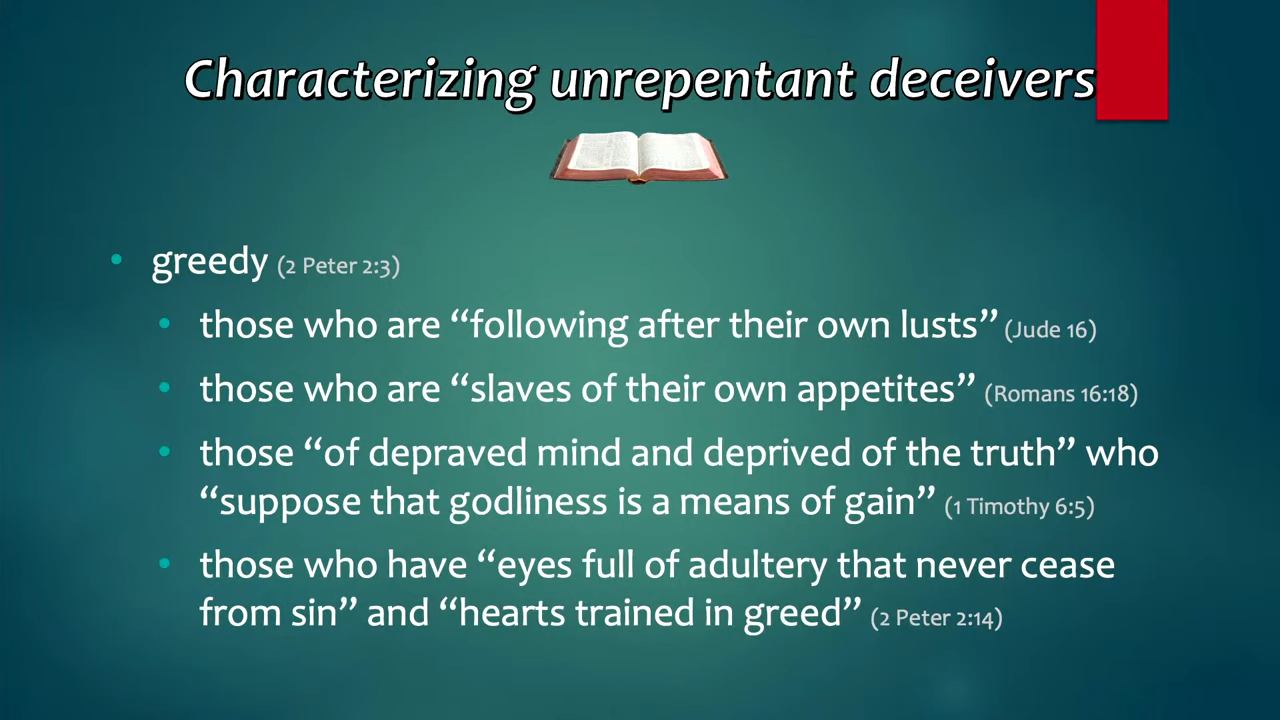 Characterizing unrepentant deceivers
• greedy (2 Peter 2:3)
• those who are “following after their own lusts” (Jude 16)
• those who are “slaves of their own appetites” (Romans 16:18)
• those “of depraved mind and deprived of the truth” who
“suppose that godliness is a means of gain” (1 Timothy 6:5)
• those who have “eyes full of adultery that never cease
from sin” and “hearts trained in greed” (2 Peter 2:14)